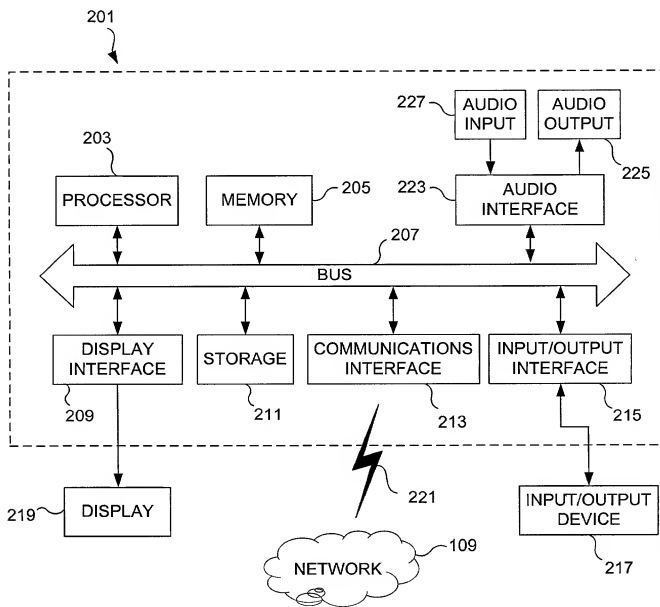 201
227
AUDIO
INPUT
AUDIO
OUTPUT
225
203
PROCESSOR
MEMORY
205
223
AUDIO
INTERFACE
207
BUS
DISPLAY
INTERFACE
209
STORAGE
211
COMMUNICATIONS
INTERFACE
213
INPUT/OUTPUT
INTERFACE
215
219
DISPLAY
221
INPUT/OUTPUT
DEVICE
217
NETWORK
109